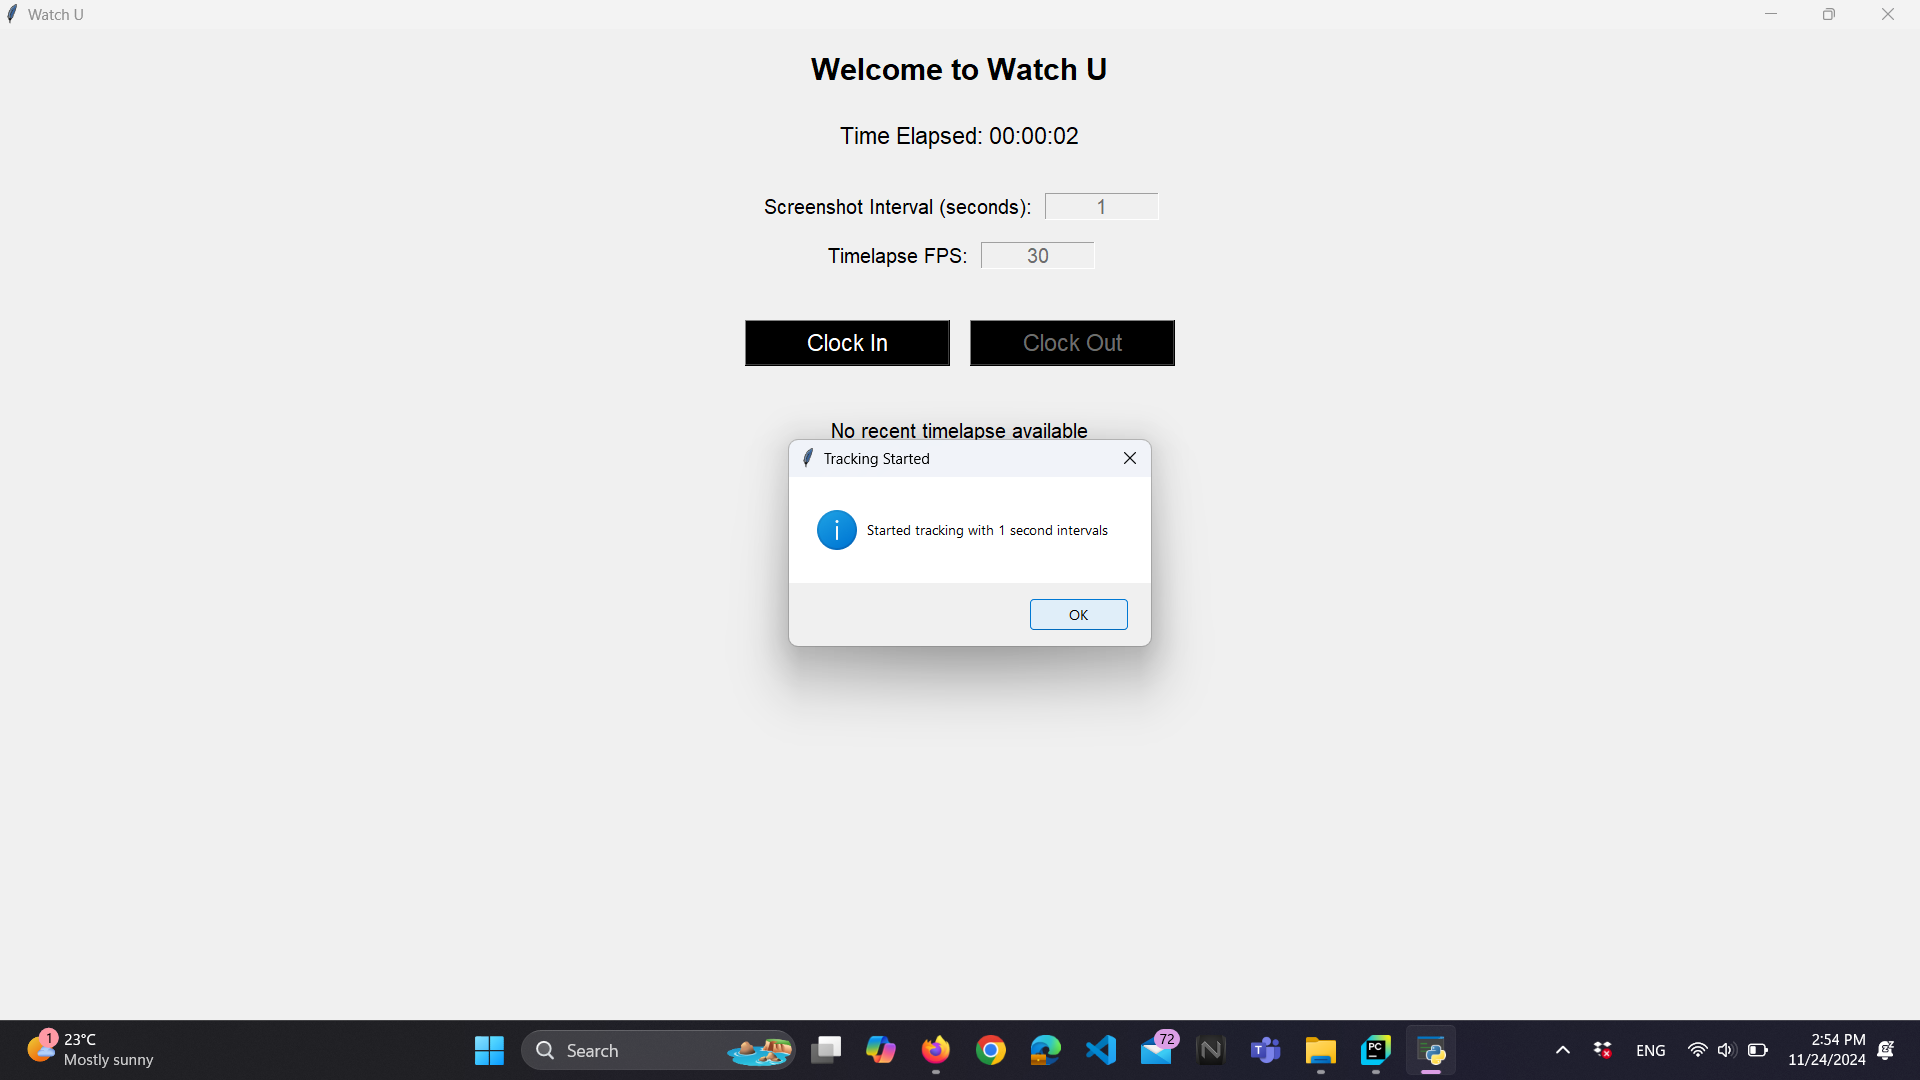 Watch U
Welcome to Watch U
Time Elapsed: 00:00:02
Screenshot Interval (seconds): 1
Timelapse FPS: 30
Clock In Clock Out
No recent timelapse available
Tracking Started
Started tracking with 1 second intervals
OK
1 23°C
Mostly sunny
Search
72
PC
ENG
2:54 PM
11/24/2024